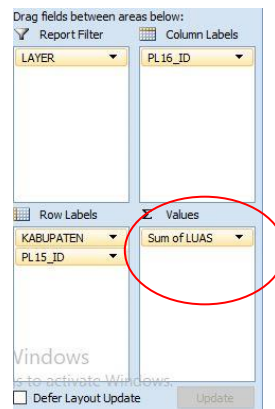 Drag fields between areas below:
Report Filter
Column Labels
LAYER
PL16_ID
Row Labels
Σ Values
KABUPATEN
Sum of LUAS
PL15_ID
Windows
s to activate Windows.
Defer Layout Update
Update